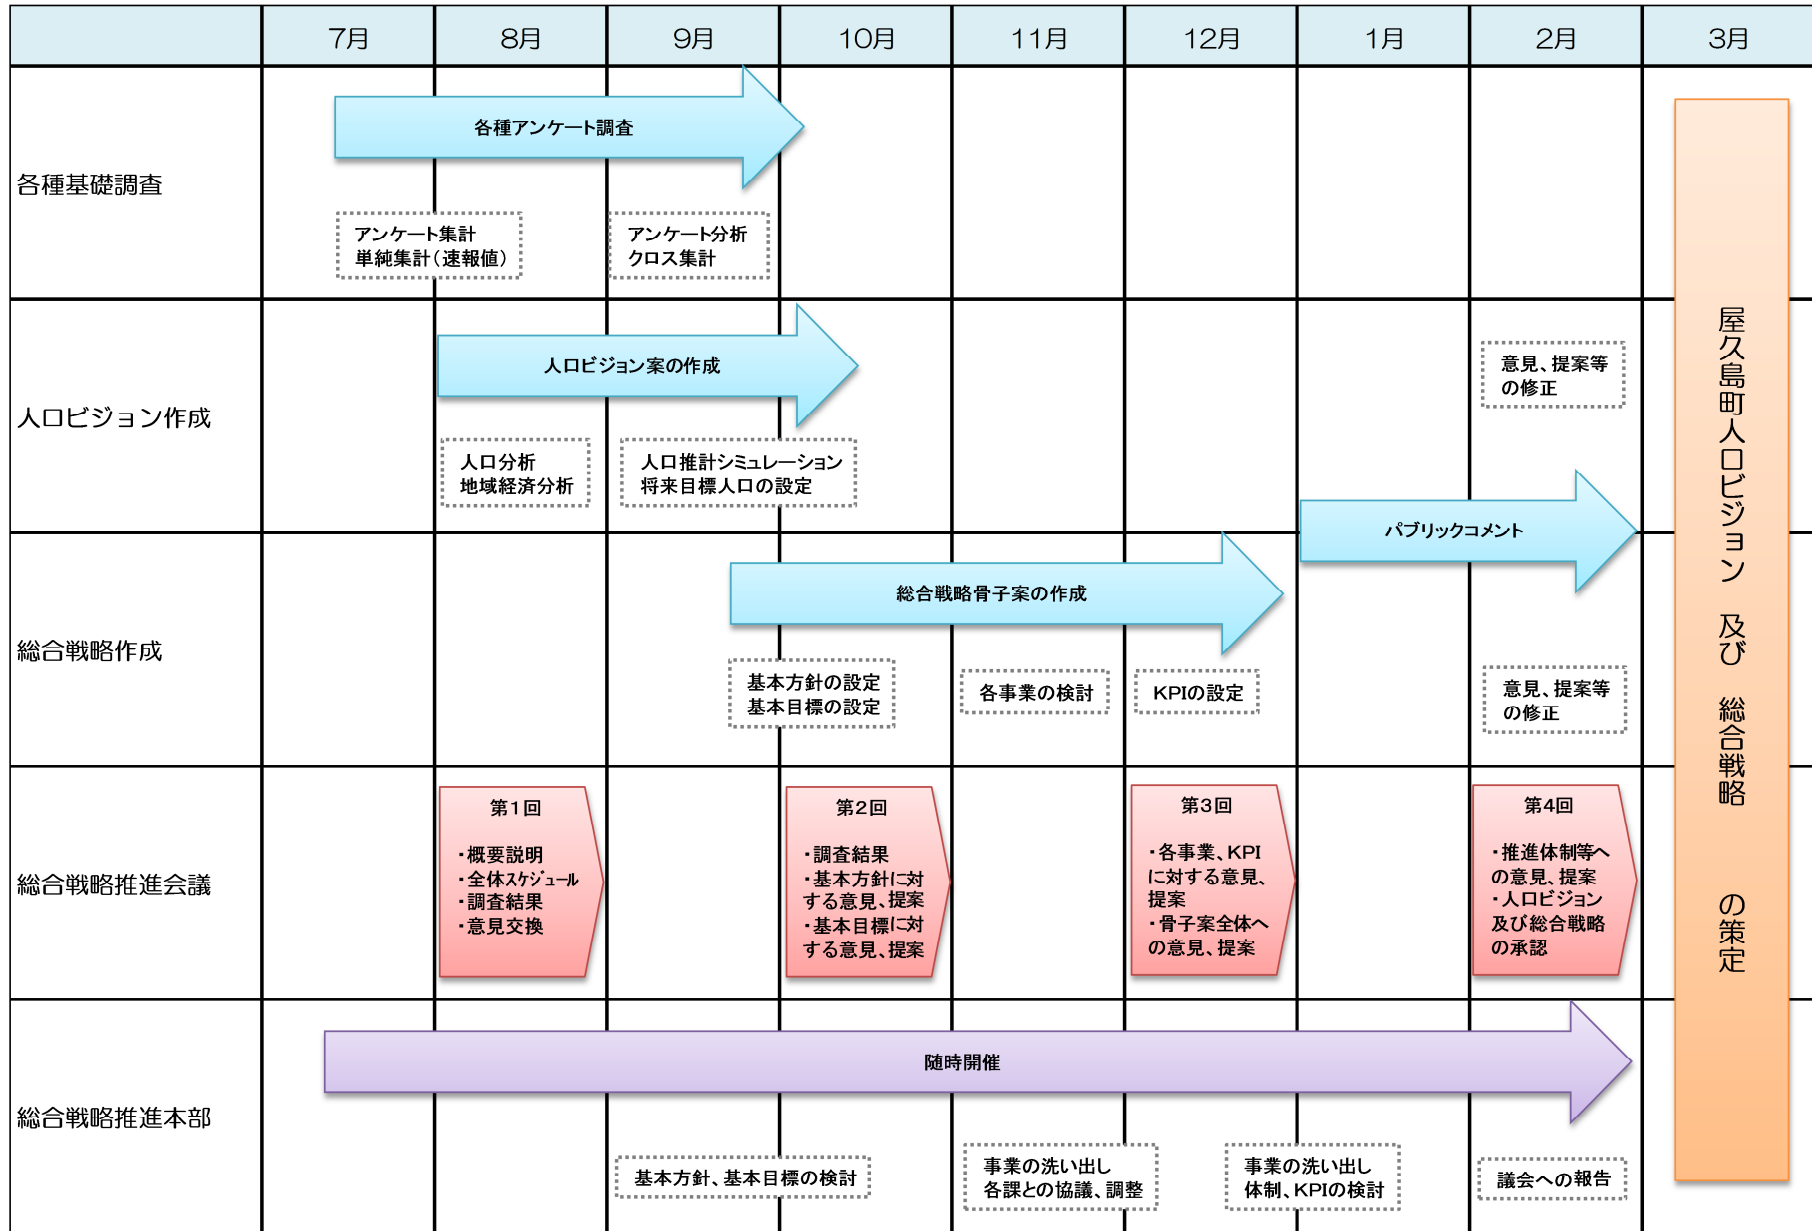 7月
8月
9月
10月
11月
12月
1月
2月
3月
各種基礎調査
各種アンケート調査
アンケート集計
単純集計（速報値）
アンケート分析
クロス集計
人口ビジョン作成
人口ビジョン案の作成
人口分析
地域経済分析
人口推計シミュレーション
将来目標人口の設定
意見、提案等
の修正
パブリックコメント
総合戦略作成
総合戦略骨子案の作成
基本方針の設定
基本目標の設定
各事業の検討
KPIの設定
意見、提案等
の修正
総合戦略推進会議
第1回
・概要説明
・全体スケジュール
・調査結果
・意見交換
第2回
・調査結果
・基本方針に対
する意見、提案
・基本目標に対
する意見、提案
第3回
・各事業、KPI
に対する意見、
提案
・骨子案全体へ
の意見、提案
第4回
・推進体制等へ
の意見、提案
・人口ビジョン
及び総合戦略
の承認
総合戦略推進本部
随時開催
基本方針、基本目標の検討
事業の洗い出し
各課との協議、調整
事業の洗い出し
体制、KPIの検討
議会への報告
屋久島町人口ビジョン 及び 総合戦略 の策定